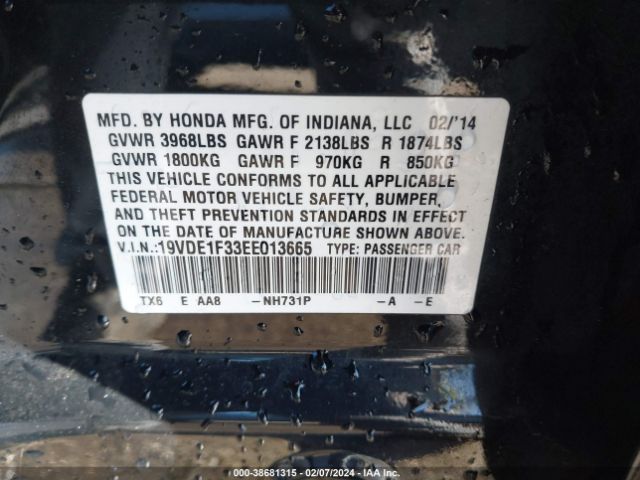 MFD. BY HONDA MFG. OF INDIANA, LLC 02/'14
GVWR 3968LBS GAWR F 2138LBS R 1874LBS
GVWR 1800KG GAWR F 970KG R 850KG
THIS VEHICLE CONFORMS TO ALL APPLICABLE
FEDERAL MOTOR VEHICLE SAFETY, BUMPER,
AND THEFT PREVENTION STANDARDS IN EFFECT
ON THE DATE OF MANUFACTURE SHOWN ABOVE.
V.I.N.:19VDE1F33EE013665 TYPE: PASSENGER CAR
TX6 E AA8 -NH731P -A -E
000-38681315 - 02/07/2024 - IAAI.COM